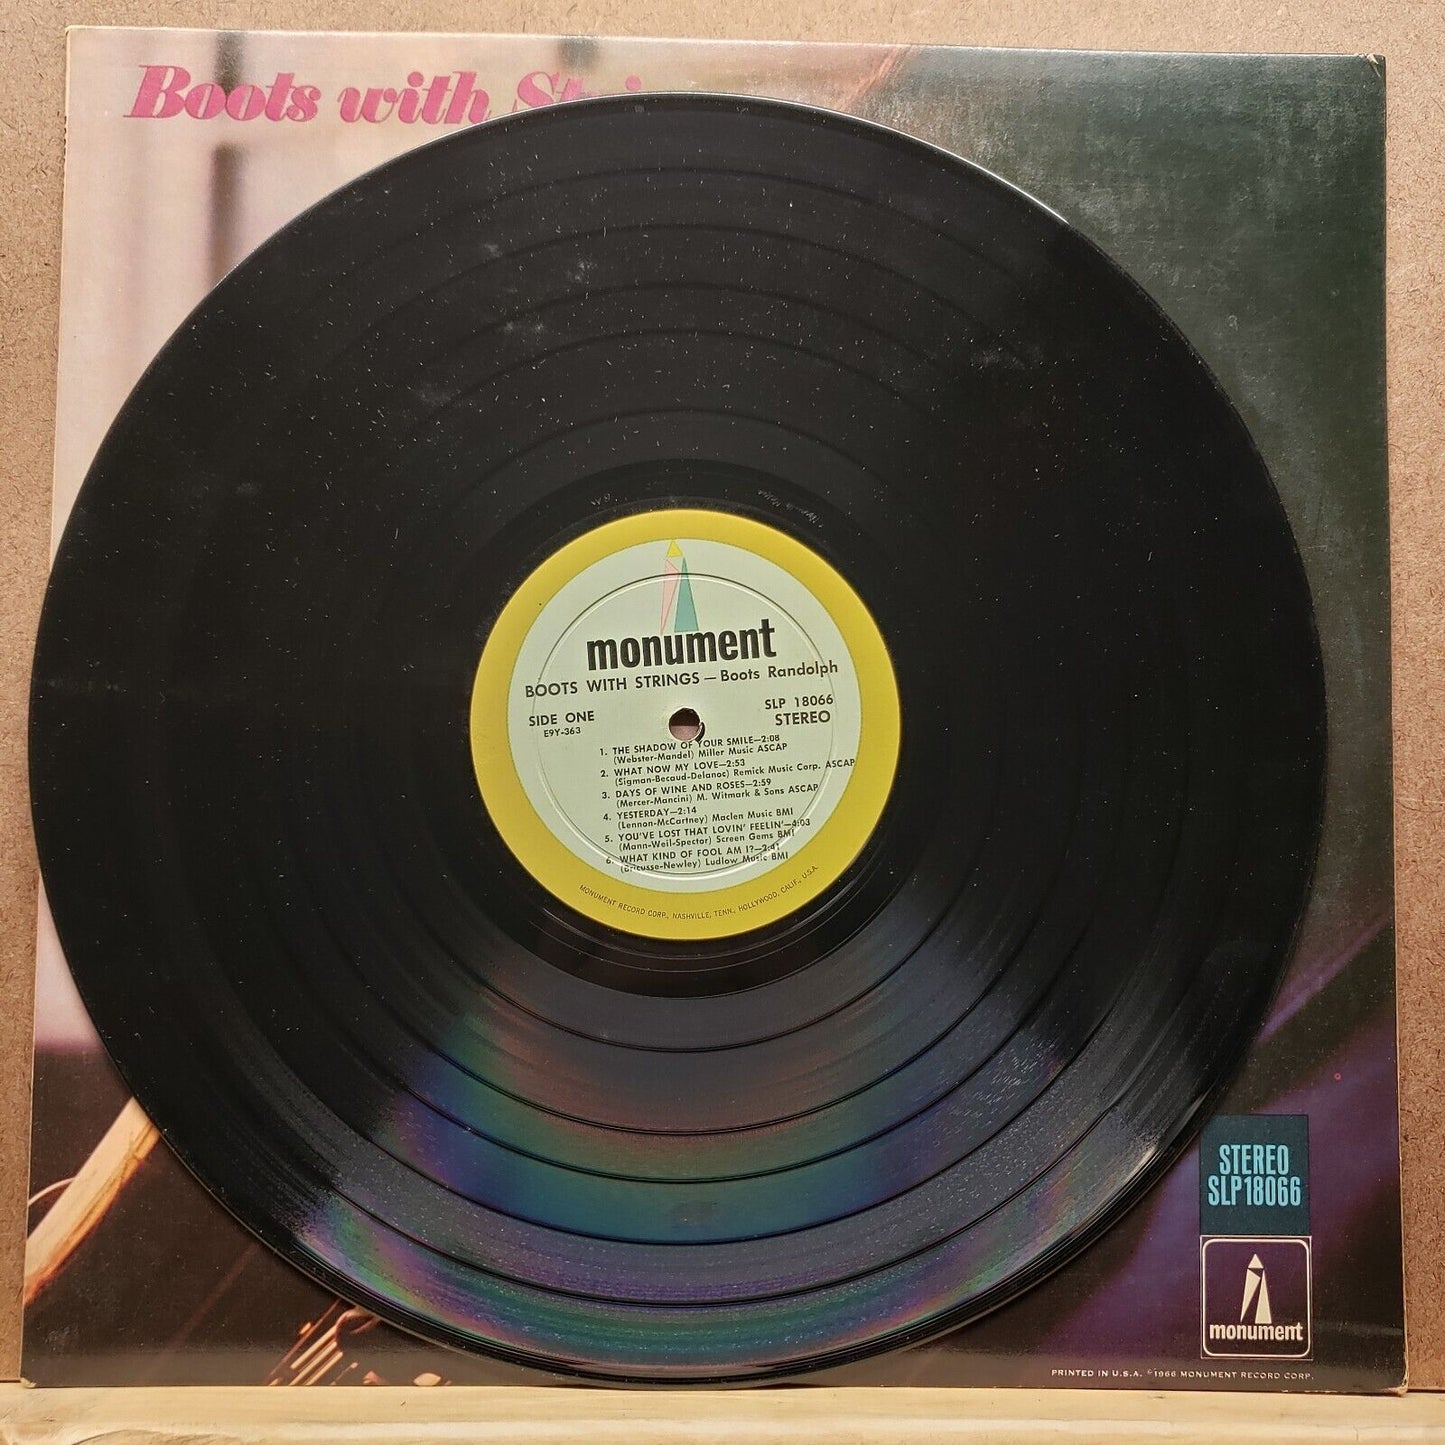 Boots with
monument
BOOTS WITH STRINGS — Boots Randolph
SIDE ONE
E9Y-363
SLP 18066
STEREO
1. THE SHADOW OF YOUR SMILE—2:08
(Webster-Mandel) Miller Music ASCAP
2. WHAT NOW MY LOVE—2:53
(Sigman-Becaud-Delanoc) Remick Music Corp. ASCAP
3. DAYS OF WINE AND ROSES—2:59
(Mercer-Mancini) M. Witmark & Sons ASCAP
4. YESTERDAY—2:14
(Lennon-McCartney) Maclen Music BMI
5. YOU'VE LOST THAT LOVIN' FEELIN'—4:03
(Mann-Weil-Spector) Screen Gems BMI
6. WHAT KIND OF FOOL AM I?—2:41
(Bricusse-Newley) Ludlow Music BMI
MONUMENT RECORD CORP., NASHVILLE, TENN., HOLLYWOOD, CALIF., U.S.A.
STEREO
SLP18066
monument
PRINTED IN U.S.A. ©1966 MONUMENT RECORD CORP.